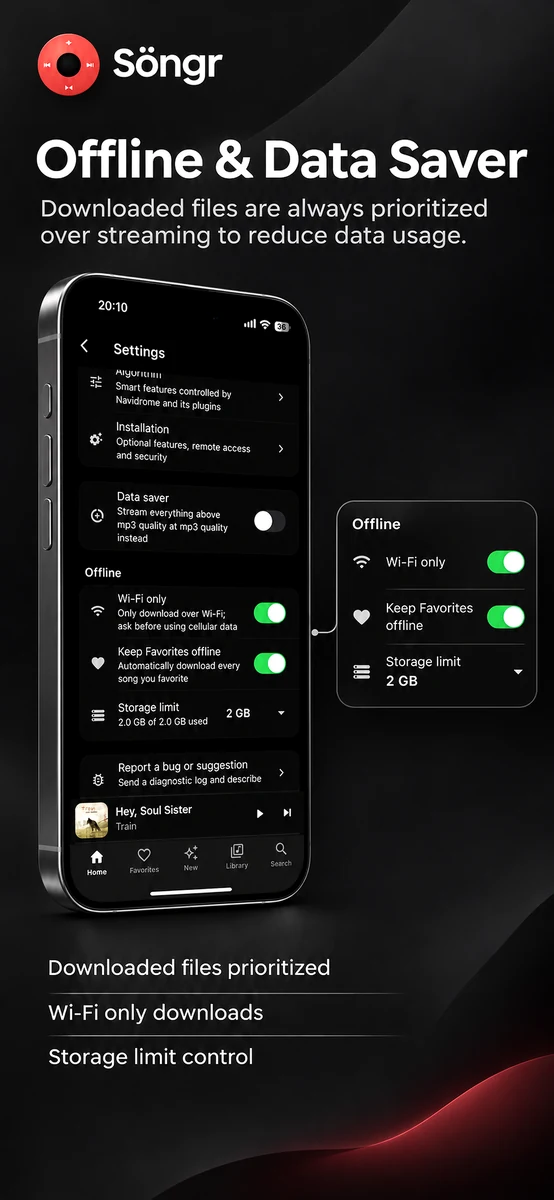 Söngr
Offline & Data Saver
Downloaded files are always prioritized
over streaming to reduce data usage.
20:10
36
Settings
Algorithm
Smart features controlled by
Navidrome and its plugins
Installation
Optional features, remote access
and security
Data saver
Stream everything above
mp3 quality at mp3 quality
instead
Offline
Wi-Fi only
Only download over Wi-Fi;
ask before using cellular data
Keep Favorites offline
Automatically download every
song you favorite
Storage limit
2.0 GB of 2.0 GB used
2 GB
Report a bug or suggestion
Send a diagnostic log and describe
Hey, Soul Sister
Train
Home
Favorites
New
Library
Search
Offline
Wi-Fi only
Keep Favorites
offline
Storage limit
2 GB
Downloaded files prioritized
Wi-Fi only downloads
Storage limit control